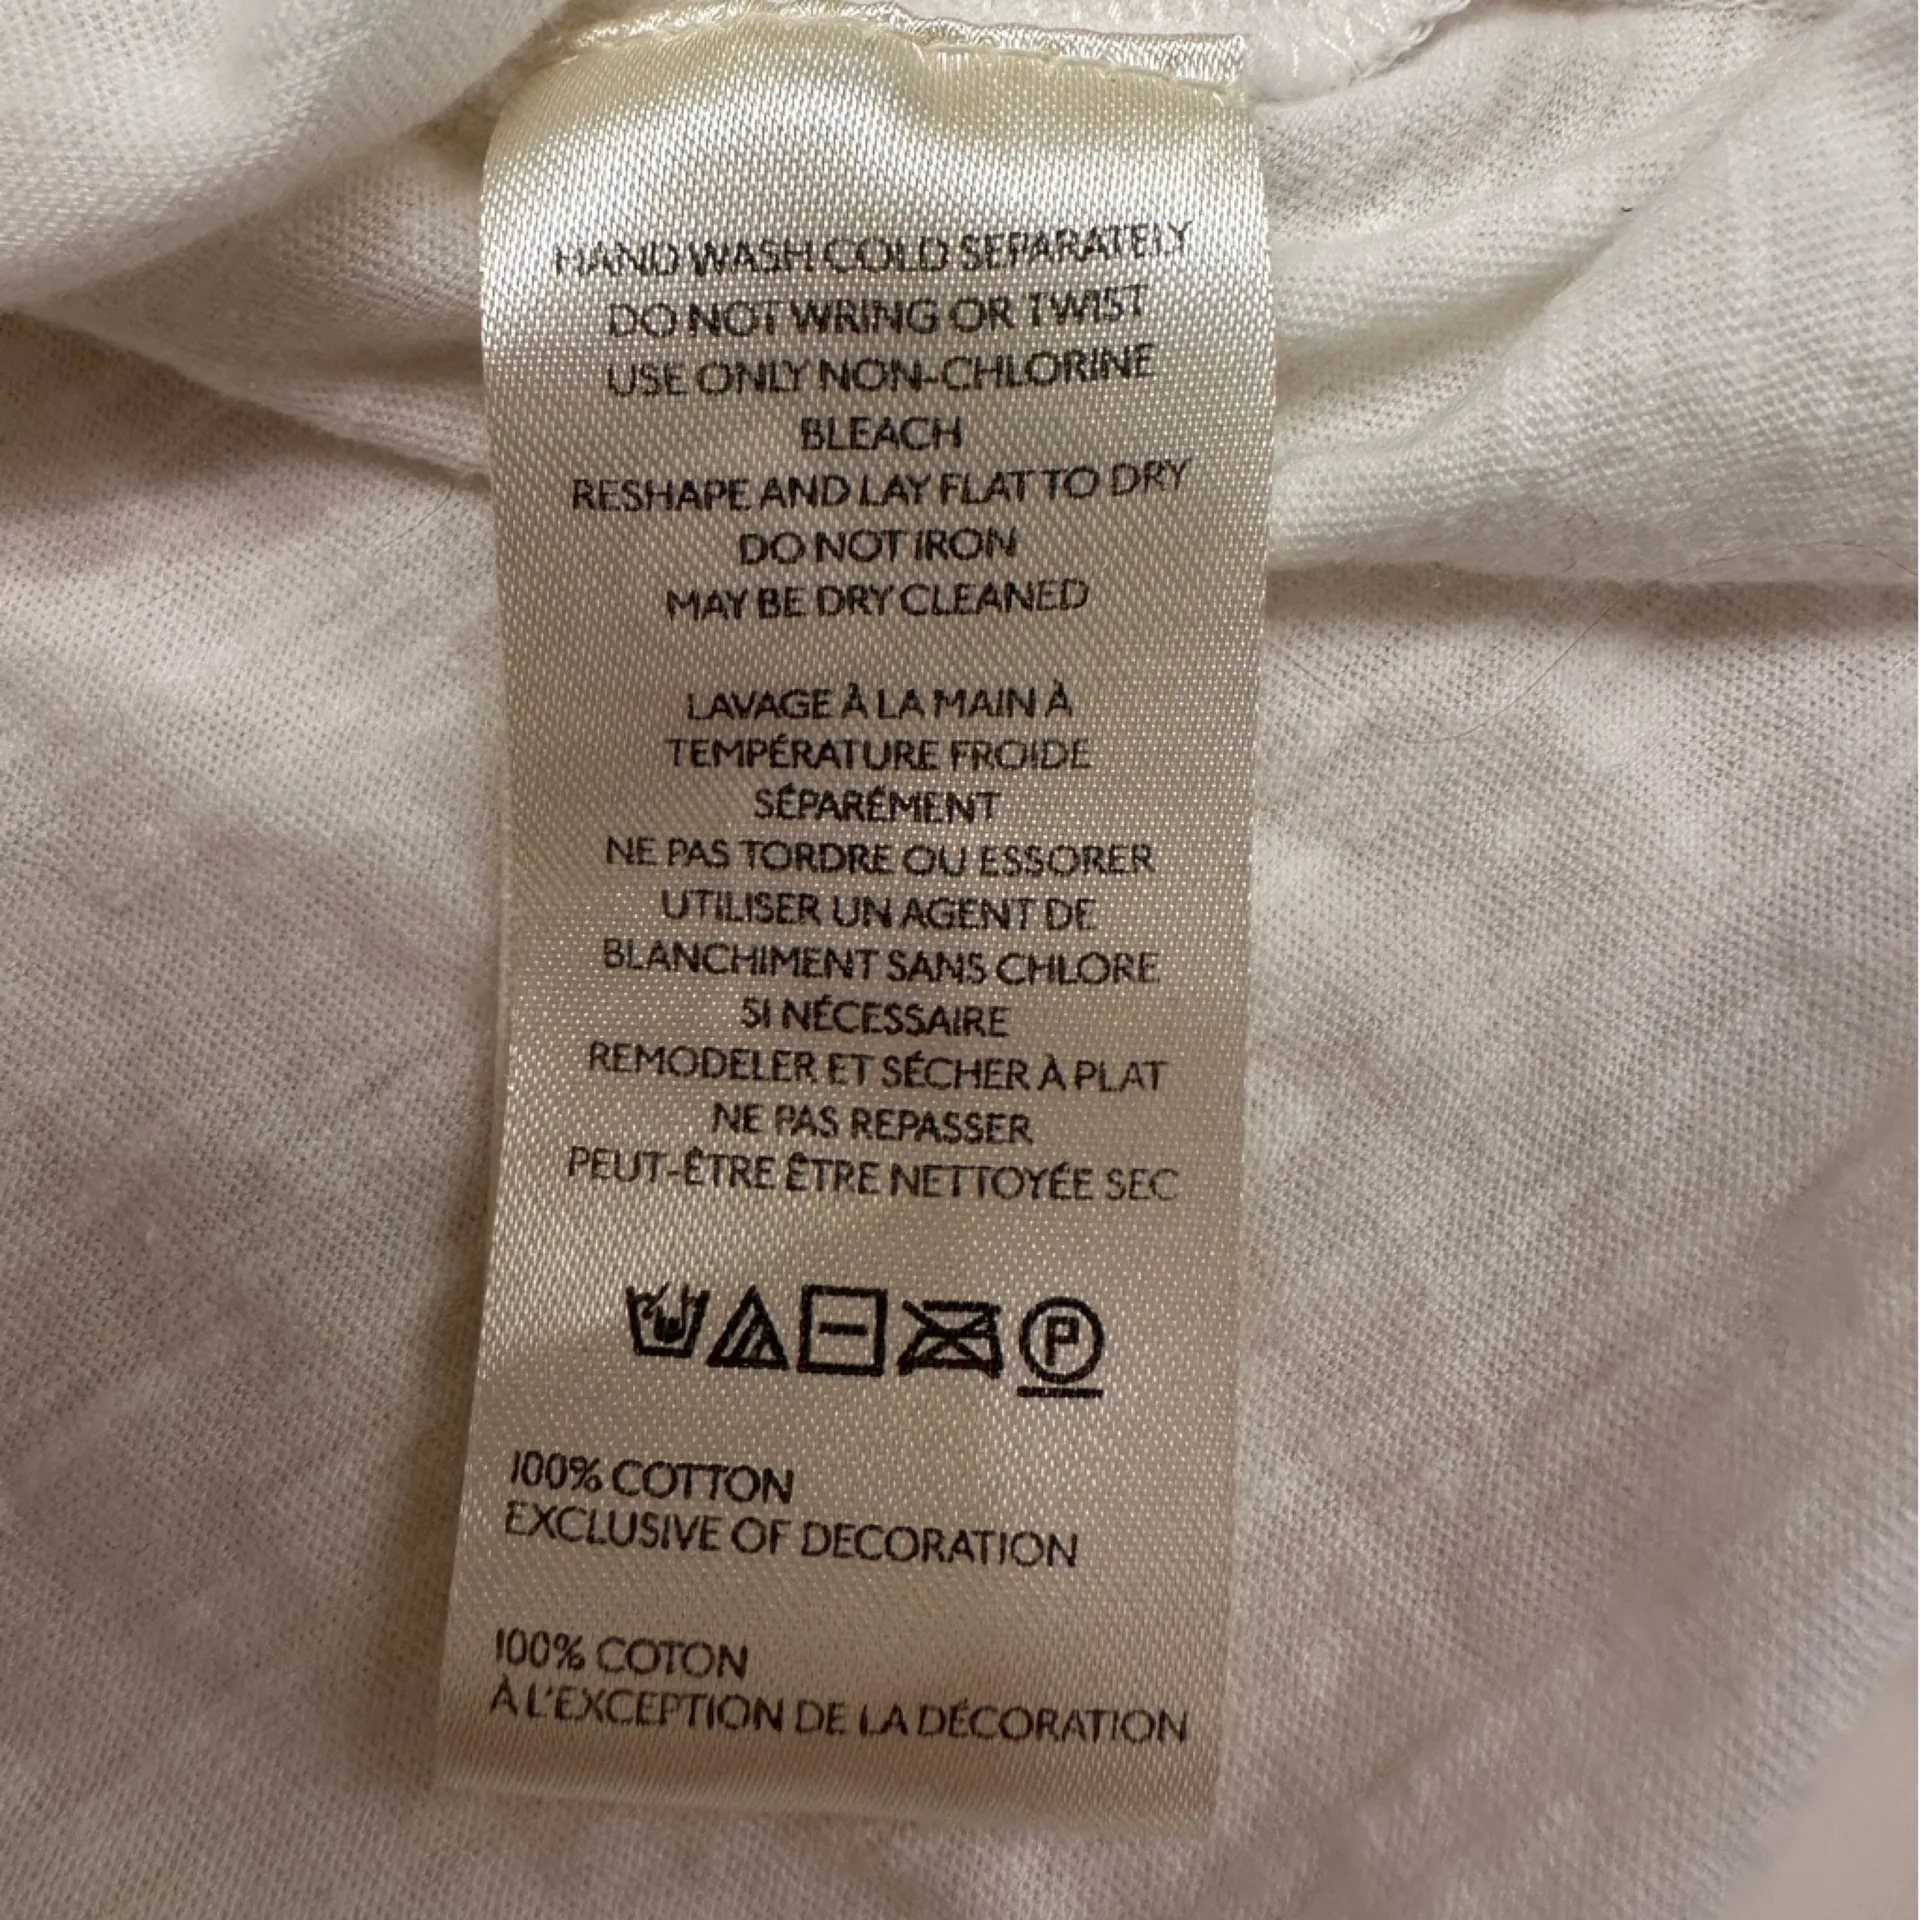 HAND WASH COLD SEPARATELY
DO NOT WRING OR TWIST
USE ONLY NON-CHLORINE
BLEACH
RESHAPE AND LAY FLAT TO DRY
DO NOT IRON
MAY BE DRY CLEANED
LAVAGE À LA MAIN À
TEMPÉRATURE FROIDE
SÉPARÉMENT
NE PAS TORDRE OU ESSORER
UTILISER UN AGENT DE
BLANCHIMENT SANS CHLORE
SI NÉCESSAIRE
REMODELER ET SÉCHER À PLAT
NE PAS REPASSER
PEUT-ÊTRE ÊTRE NETTOYÉE SEC
P
100% COTTON
EXCLUSIVE OF DECORATION
100% COTON
À L'EXCEPTION DE LA DÉCORATION